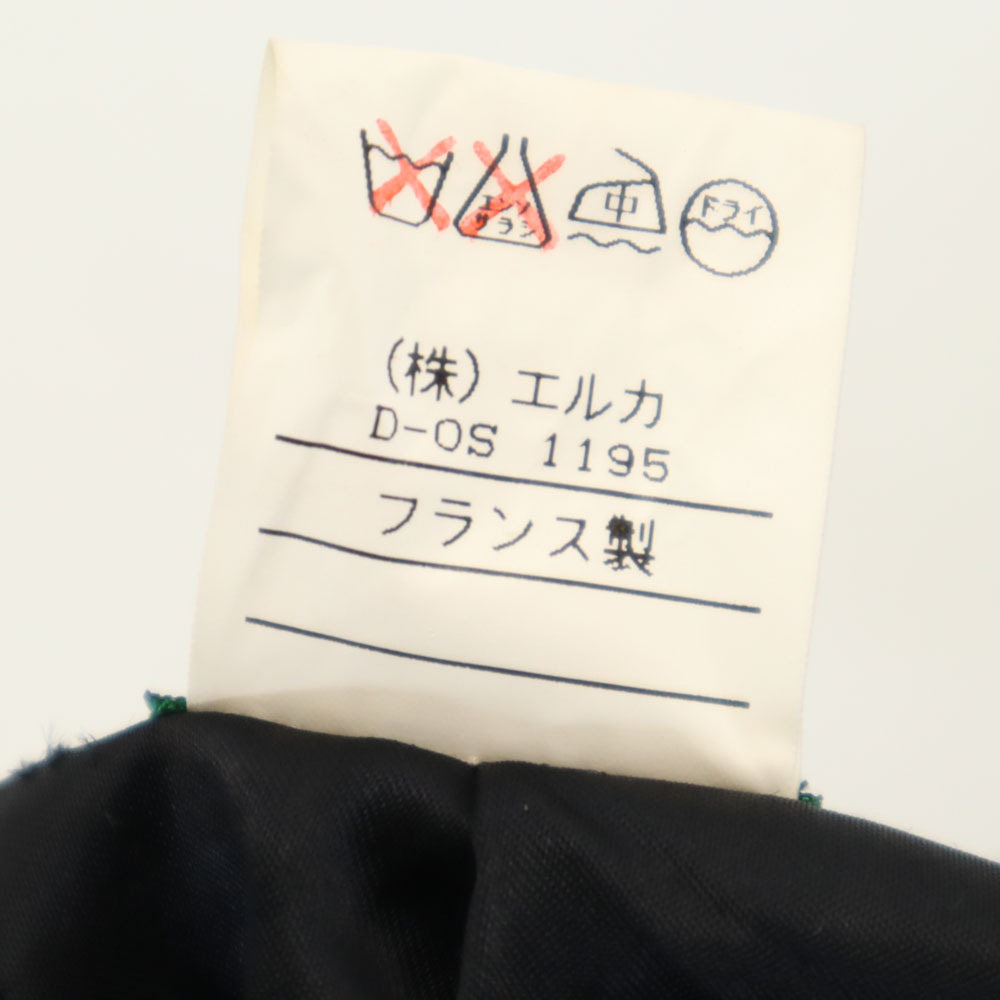 エンソ
サラシ
中
ドライ
(株) エルカ
D-OS 1195
フランス製